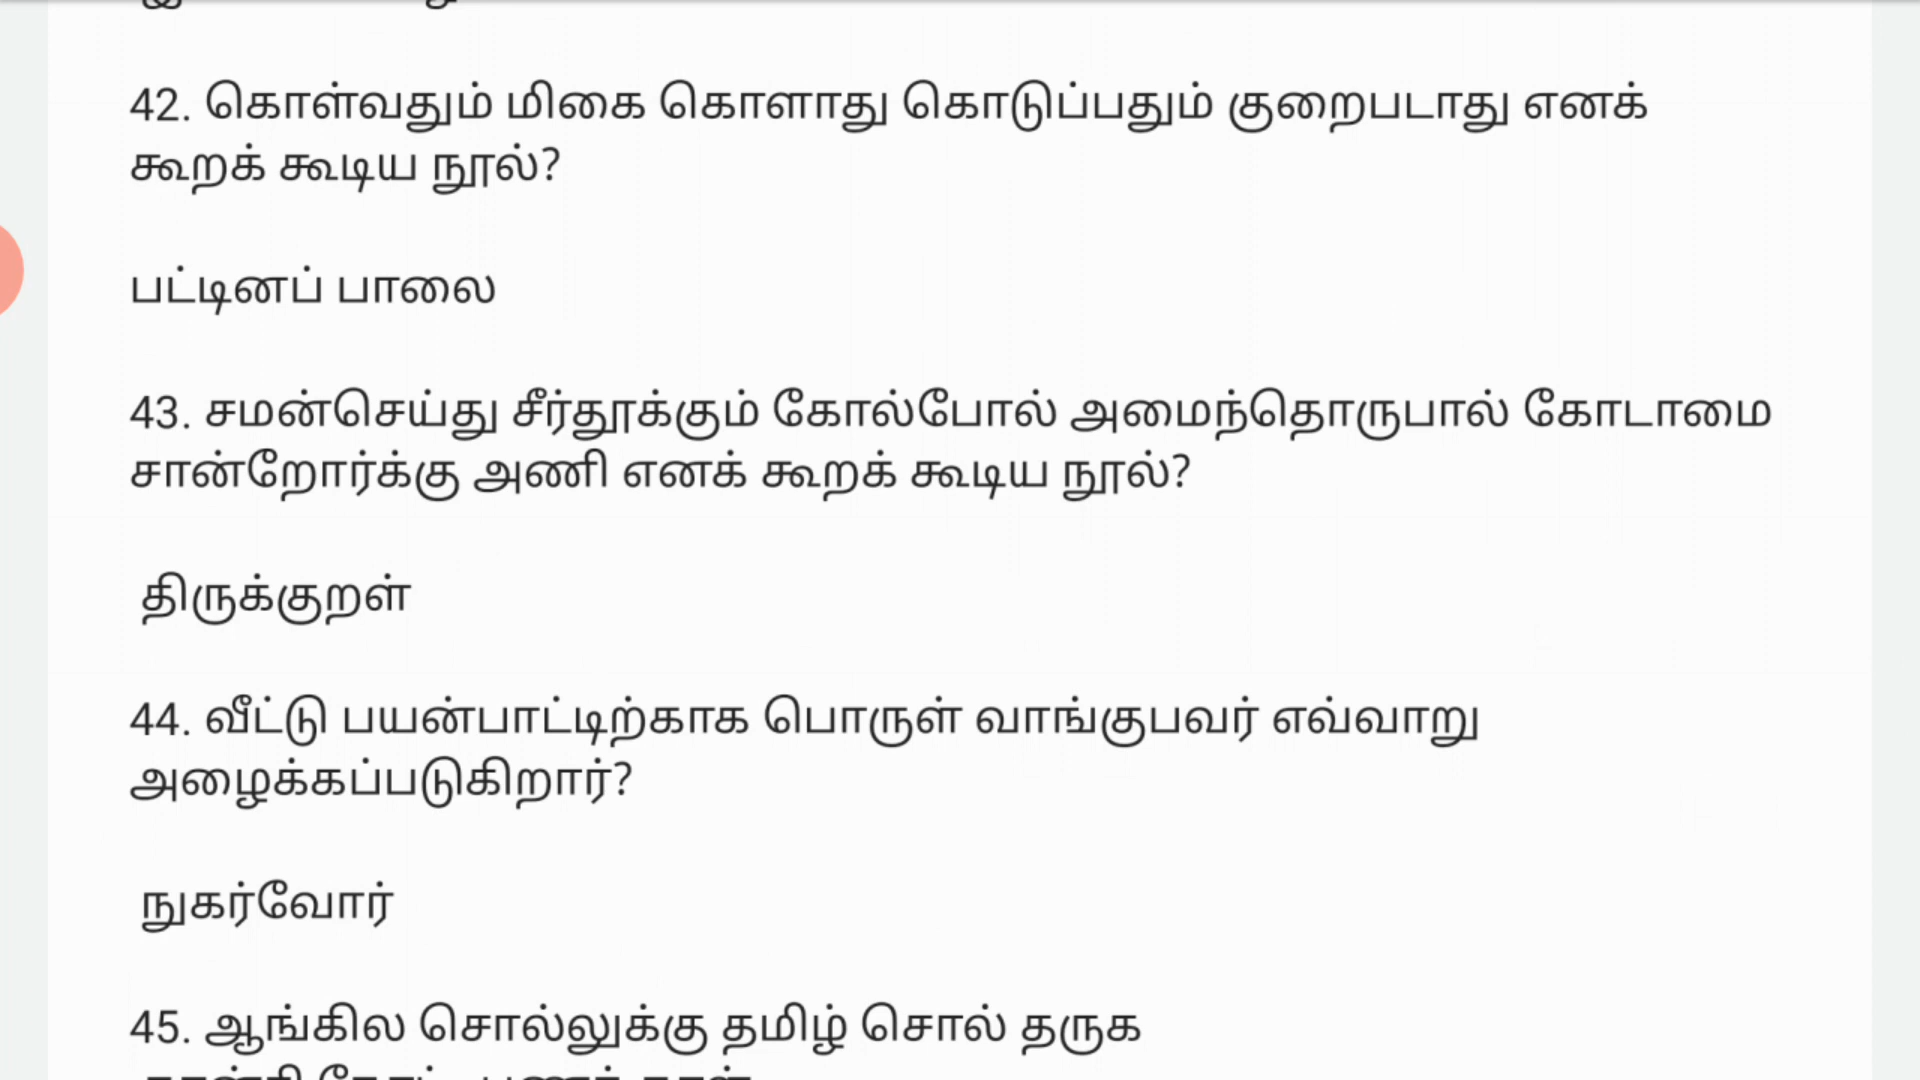 42. கொள்வதும் மிகை கொளாது கொடுப்பதும் குறைபடாது எனக்
கூறக் கூடிய நூல்?
பட்டினப் பாலை
43. சமன்செய்து சீர்தூக்கும் கோல்போல் அமைந்தொருபால் கோடாமை
சான்றோர்க்கு அணி எனக் கூறக் கூடிய நூல்?
திருக்குறள்
44. வீட்டு பயன்பாட்டிற்காக பொருள் வாங்குபவர் எவ்வாறு
அழைக்கப்படுகிறார்?
நுகர்வோர்
45. ஆங்கில சொல்லுக்கு தமிழ் சொல் தருக